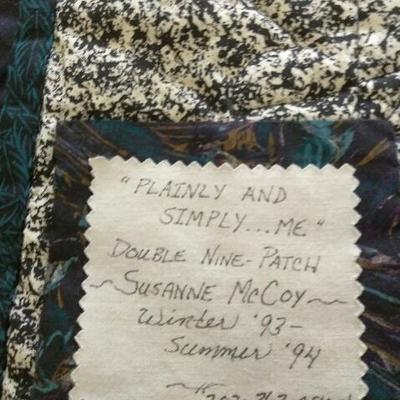 "PLAINLY AND
SIMPLY...ME"
DOUBLE NINE-PATCH
~SUSANNE MCCOY~
Winter '93-
Summer '94